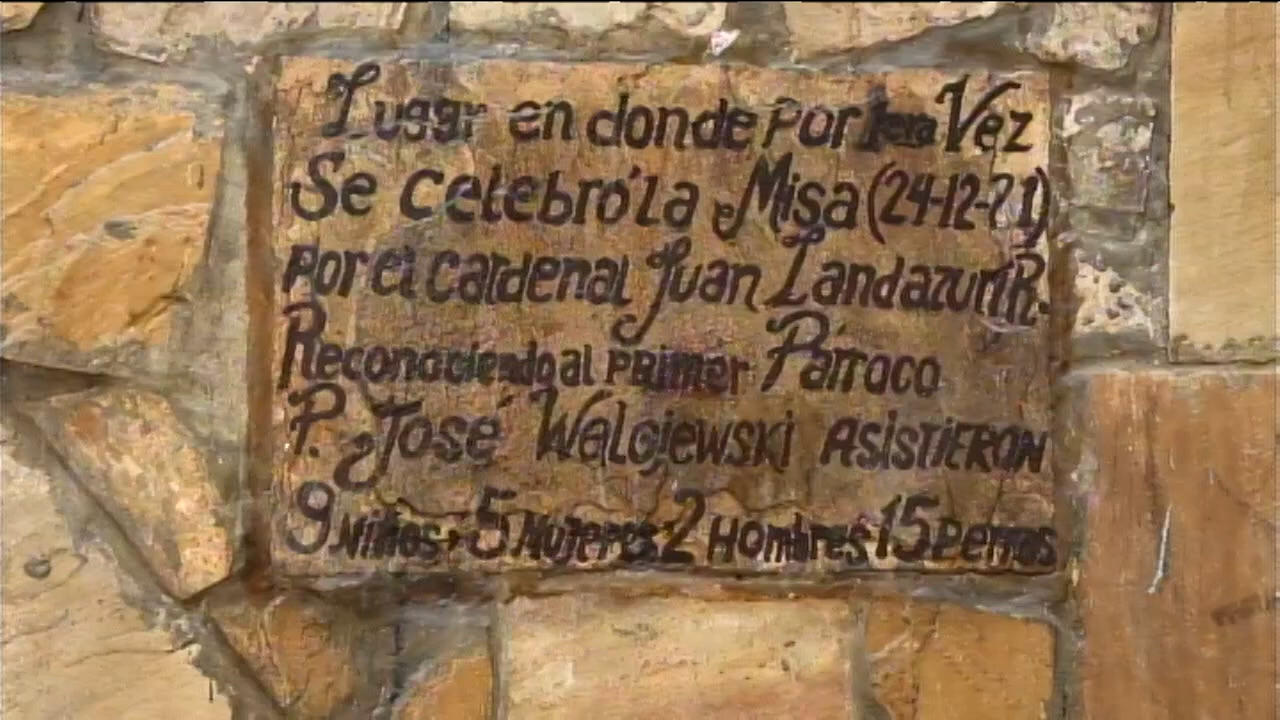 Lugar en donde por 1era Vez
Se celebró la Misa (24-12-71)
por el cardenal Juan Landazuri R.
Reconociendo al primer Párroco
P. José Walojewski ASISTIERON
9 Niños, 5 Mujeres, 2 Hombres, 15 perros